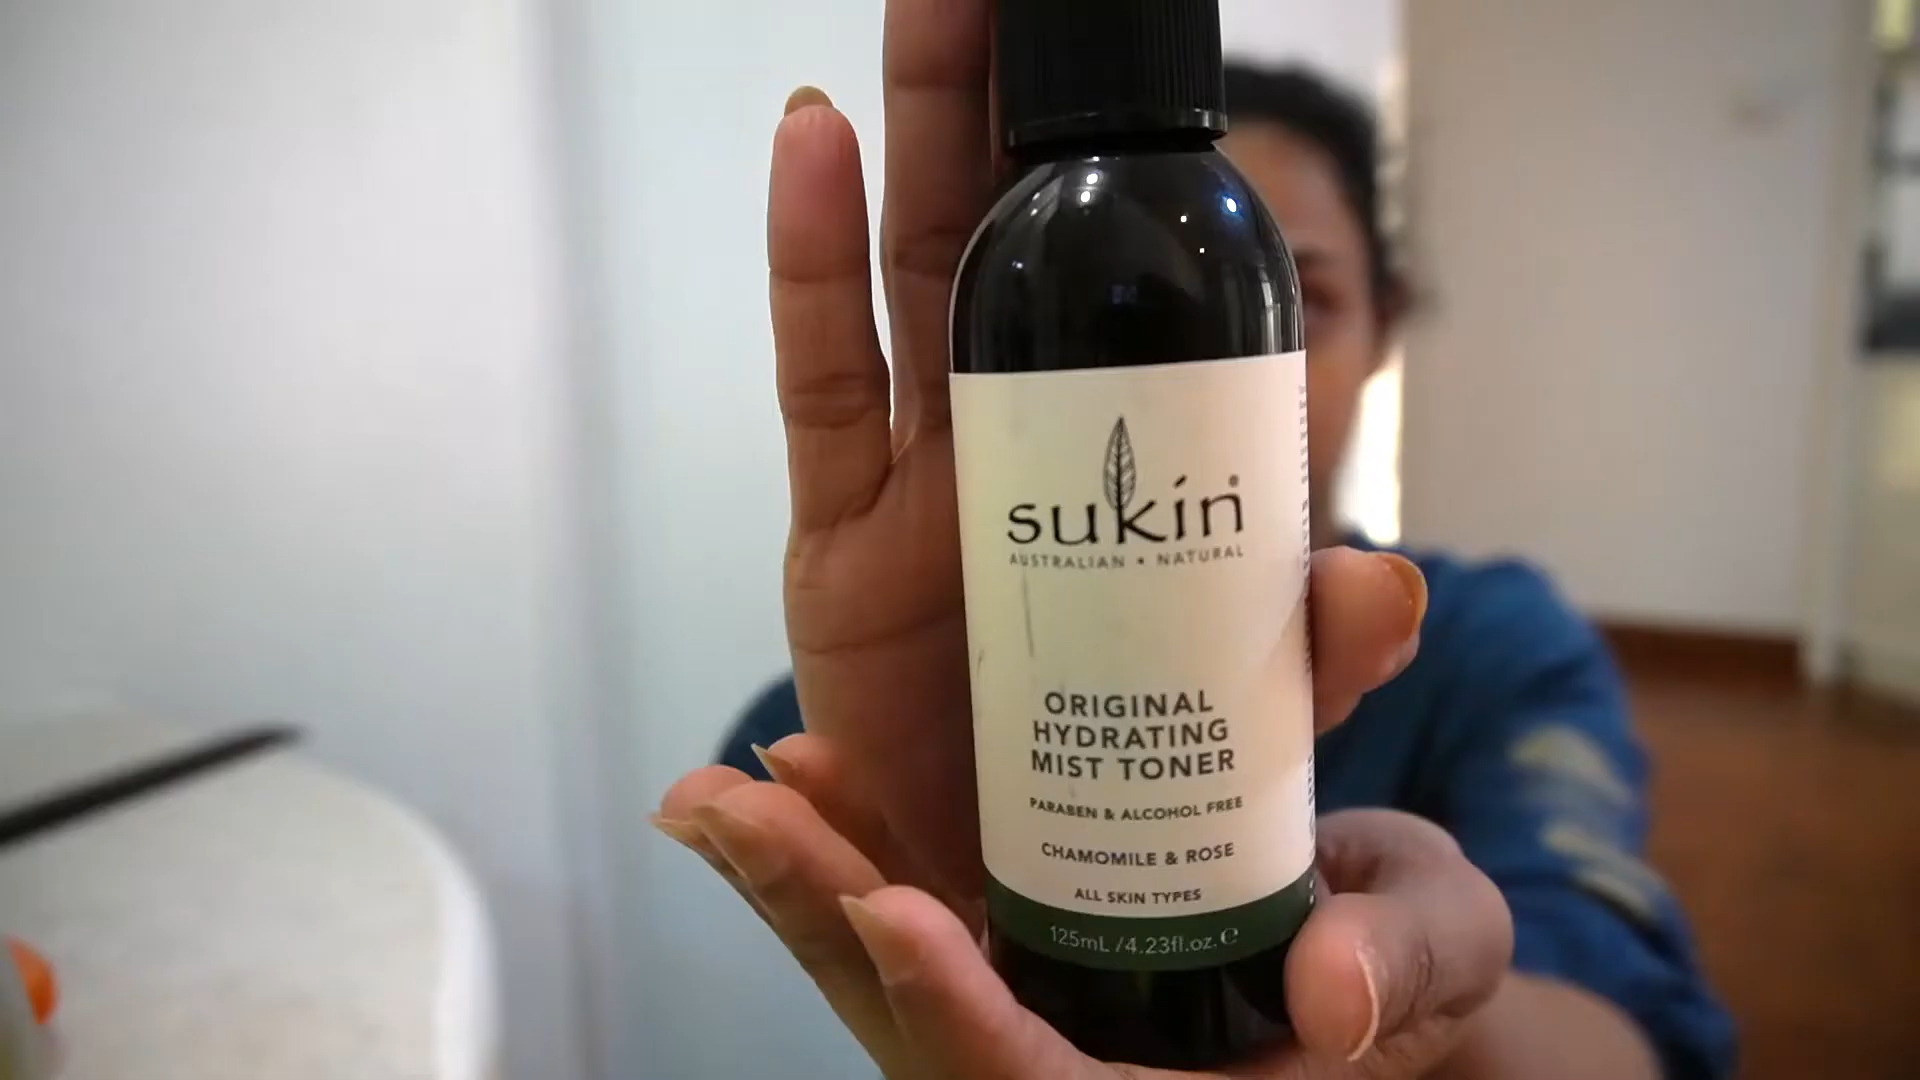 sukin®
AUSTRALIAN • NATURAL
ORIGINAL
HYDRATING
MIST TONER
PARABEN & ALCOHOL FREE
CHAMOMILE & ROSE
ALL SKIN TYPES
125mL /4.23fl.oz. ℮